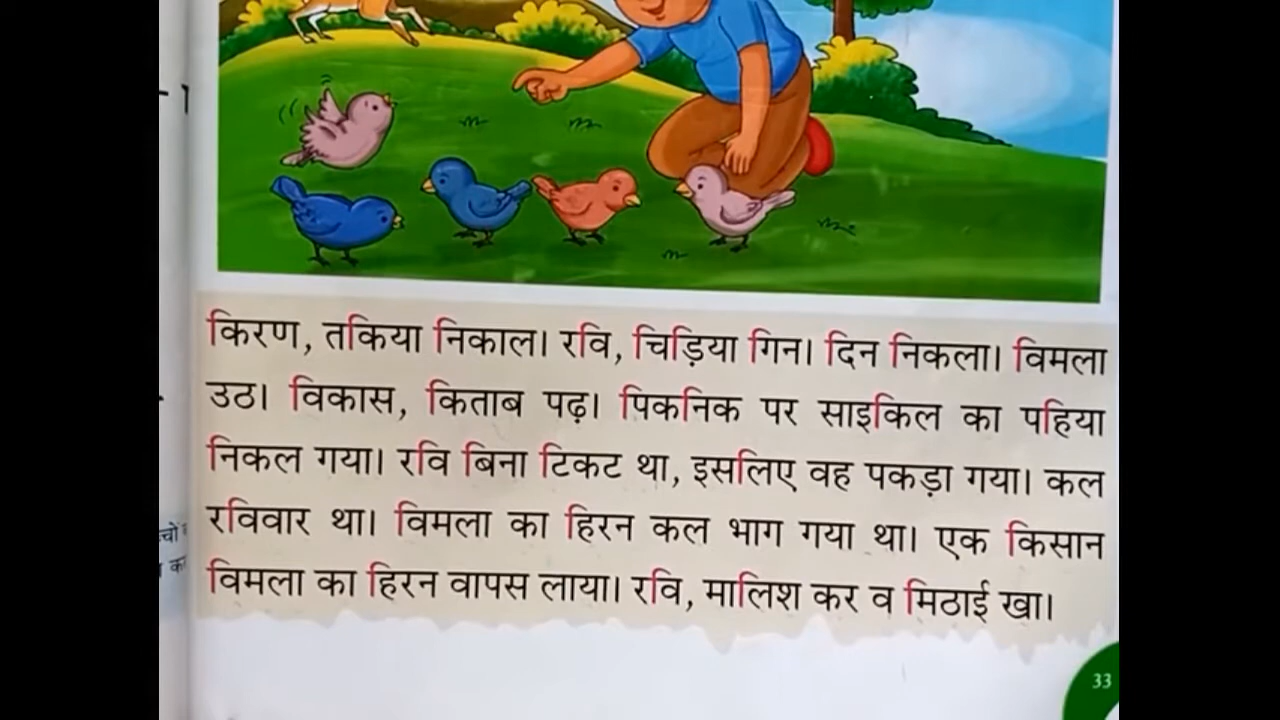 किरण, तकिया निकाल। रवि, चिड़िया गिन। दिन निकला। विमला
उठ। विकास, किताब पढ़। पिकनिक पर साइकिल का पहिया
निकल गया। रवि बिना टिकट था, इसलिए वह पकड़ा गया। कल
रविवार था। विमला का हिरन कल भाग गया था। एक किसान
विमला का हिरन वापस लाया। रवि, मालिश कर व मिठाई खा।
33